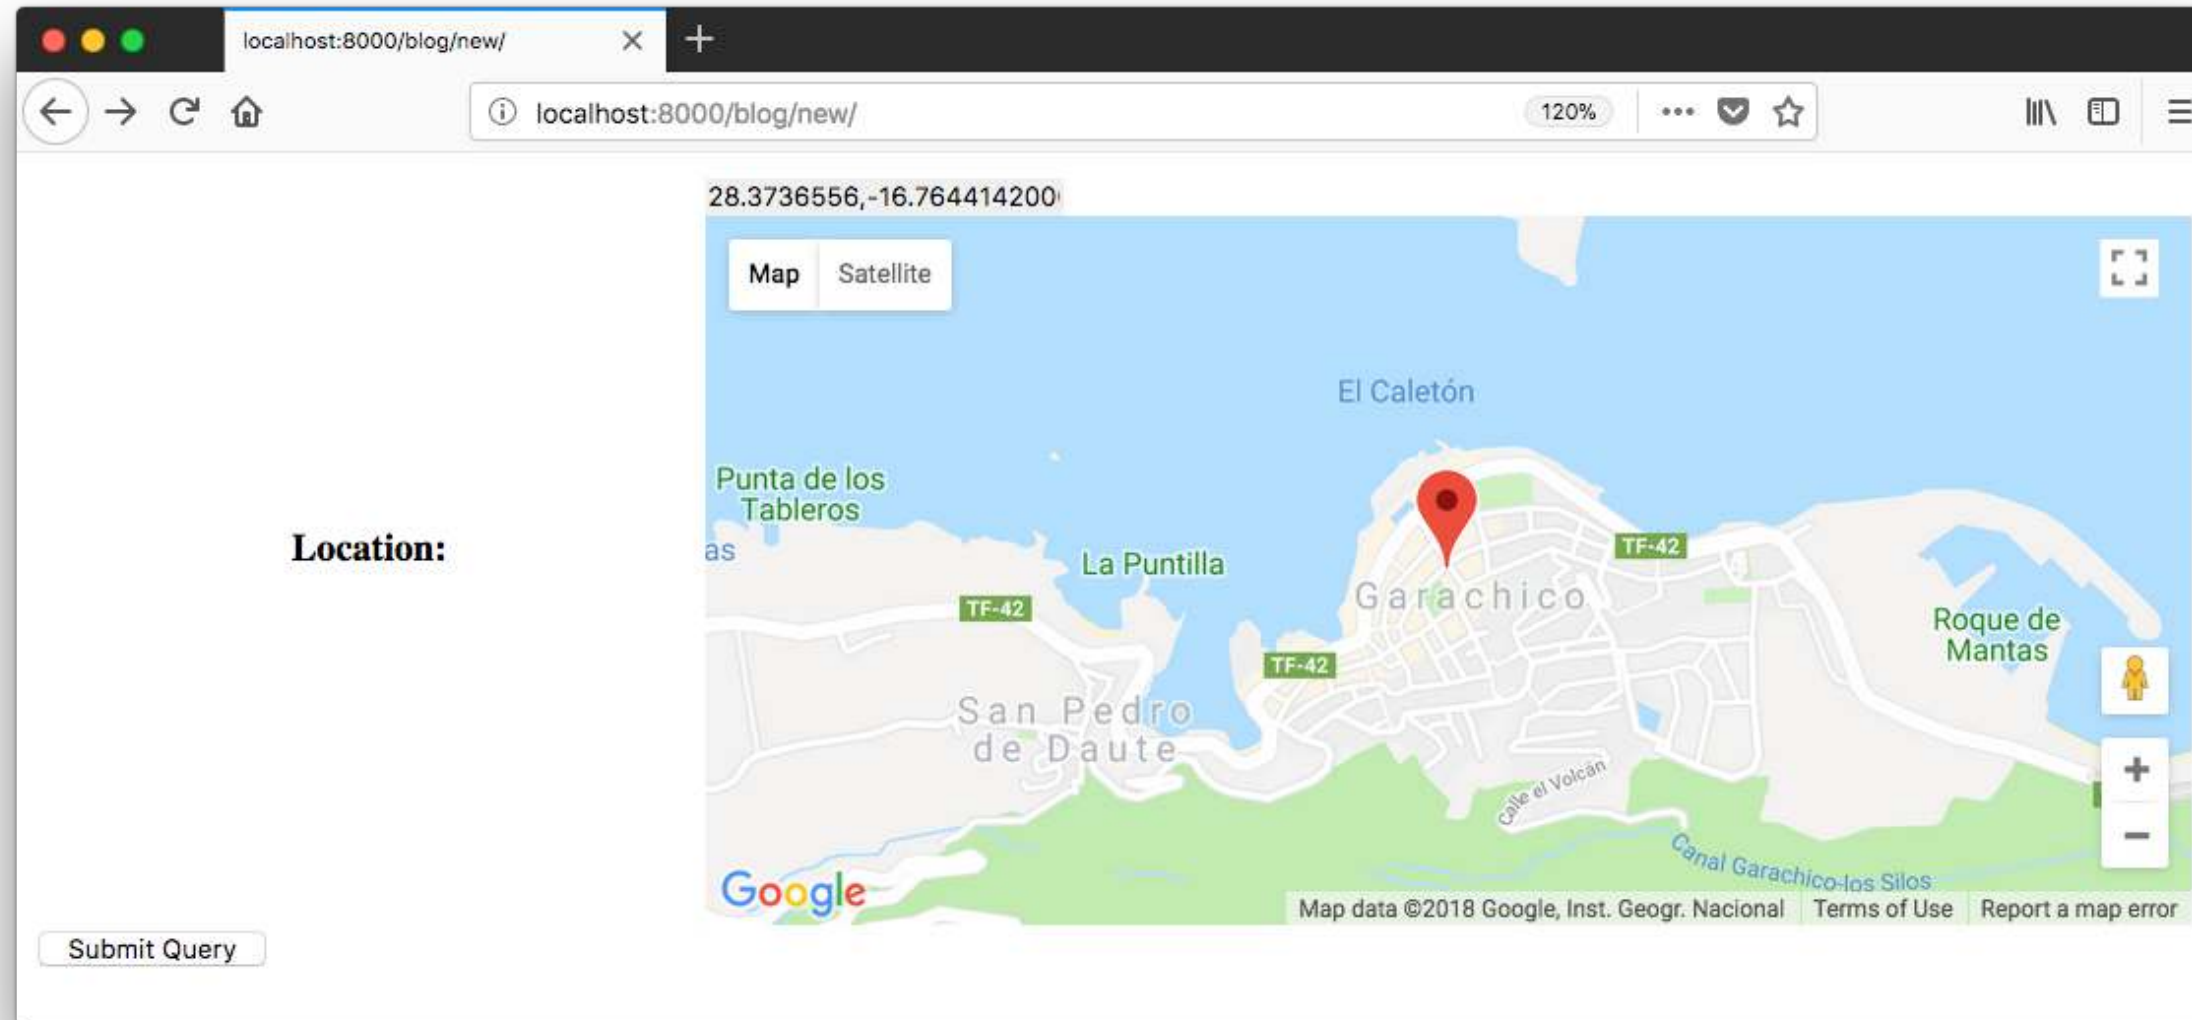 localhost:8000/blog/new/
localhost:8000/blog/new/
120%
28.3736556,-16.764414200
Map
Satellite
El Caletón
Punta de los
Tableros
as
La Puntilla
Location:
TF-42
Garachico
TF-42
Roque de
Mantas
TF-42
San Pedro
de Daute
Calle el Volcán
Canal Garachico-los Silos
Google
Map data ©2018 Google, Inst. Geogr. Nacional
Terms of Use
Report a map error
Submit Query